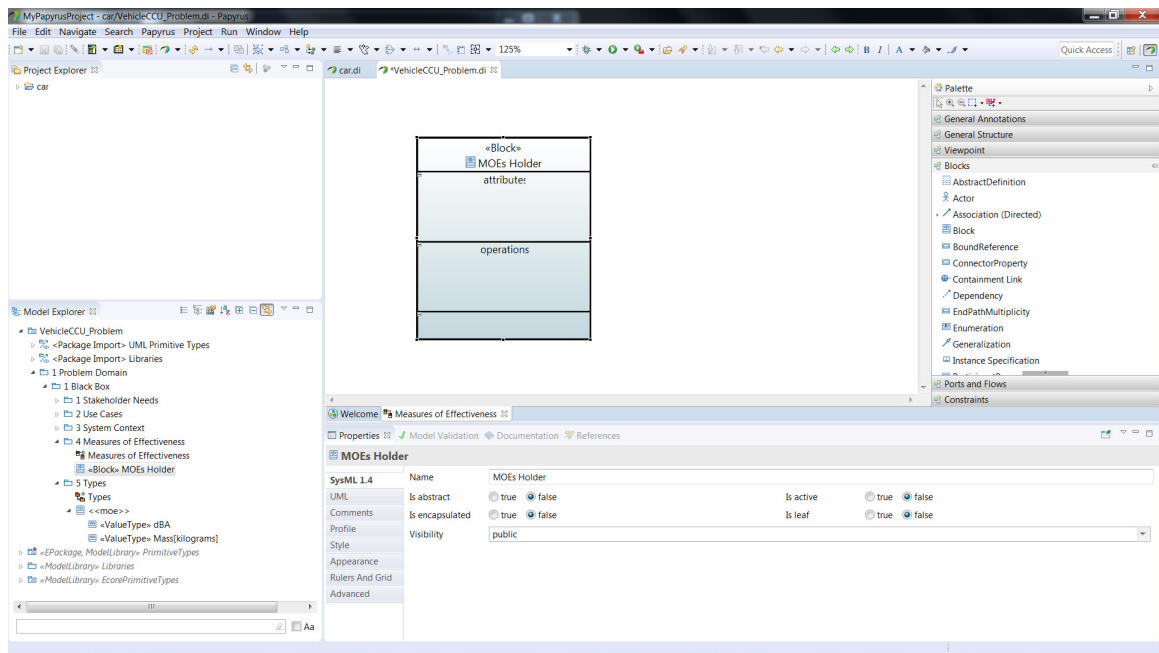 MyPapyrusProject - car/VehicleCCU_Problem.di - Papyrus
File Edit Navigate Search Papyrus Project Run Window Help
125%
B I A
Quick Access
Project Explorer
car
Model Explorer
VehicleCCU_Problem
<Package Import> UML Primitive Types
<Package Import> Libraries
1 Problem Domain
1 Black Box
1 Stakeholder Needs
2 Use Cases
3 System Context
4 Measures of Effectiveness
Measures of Effectiveness
«Block» MOEs Holder
5 Types
Types
<<moe>>
«ValueType» dBA
«ValueType» Mass[kilograms]
«EPackage, ModelLibrary» PrimitiveTypes
«ModelLibrary» Libraries
«ModelLibrary» EcorePrimitiveTypes
Aa
car.di
*VehicleCCU_Problem.di
«Block»
MOEs Holder
attributes
operations
Palette
General Annotations
General Structure
Viewpoint
Blocks
AbstractDefinition
Actor
Association (Directed)
Block
BoundReference
ConnectorProperty
Containment Link
Dependency
EndPathMultiplicity
Enumeration
Generalization
Instance Specification
Ports and Flows
Constraints
Welcome
Measures of Effectiveness
Properties Model Validation Documentation References
MOEs Holder
SysML 1.4
UML
Comments
Profile
Style
Appearance
Rulers And Grid
Advanced
Name MOEs Holder
Is abstract true false Is active true false
Is encapsulated true false Is leaf true false
Visibility public